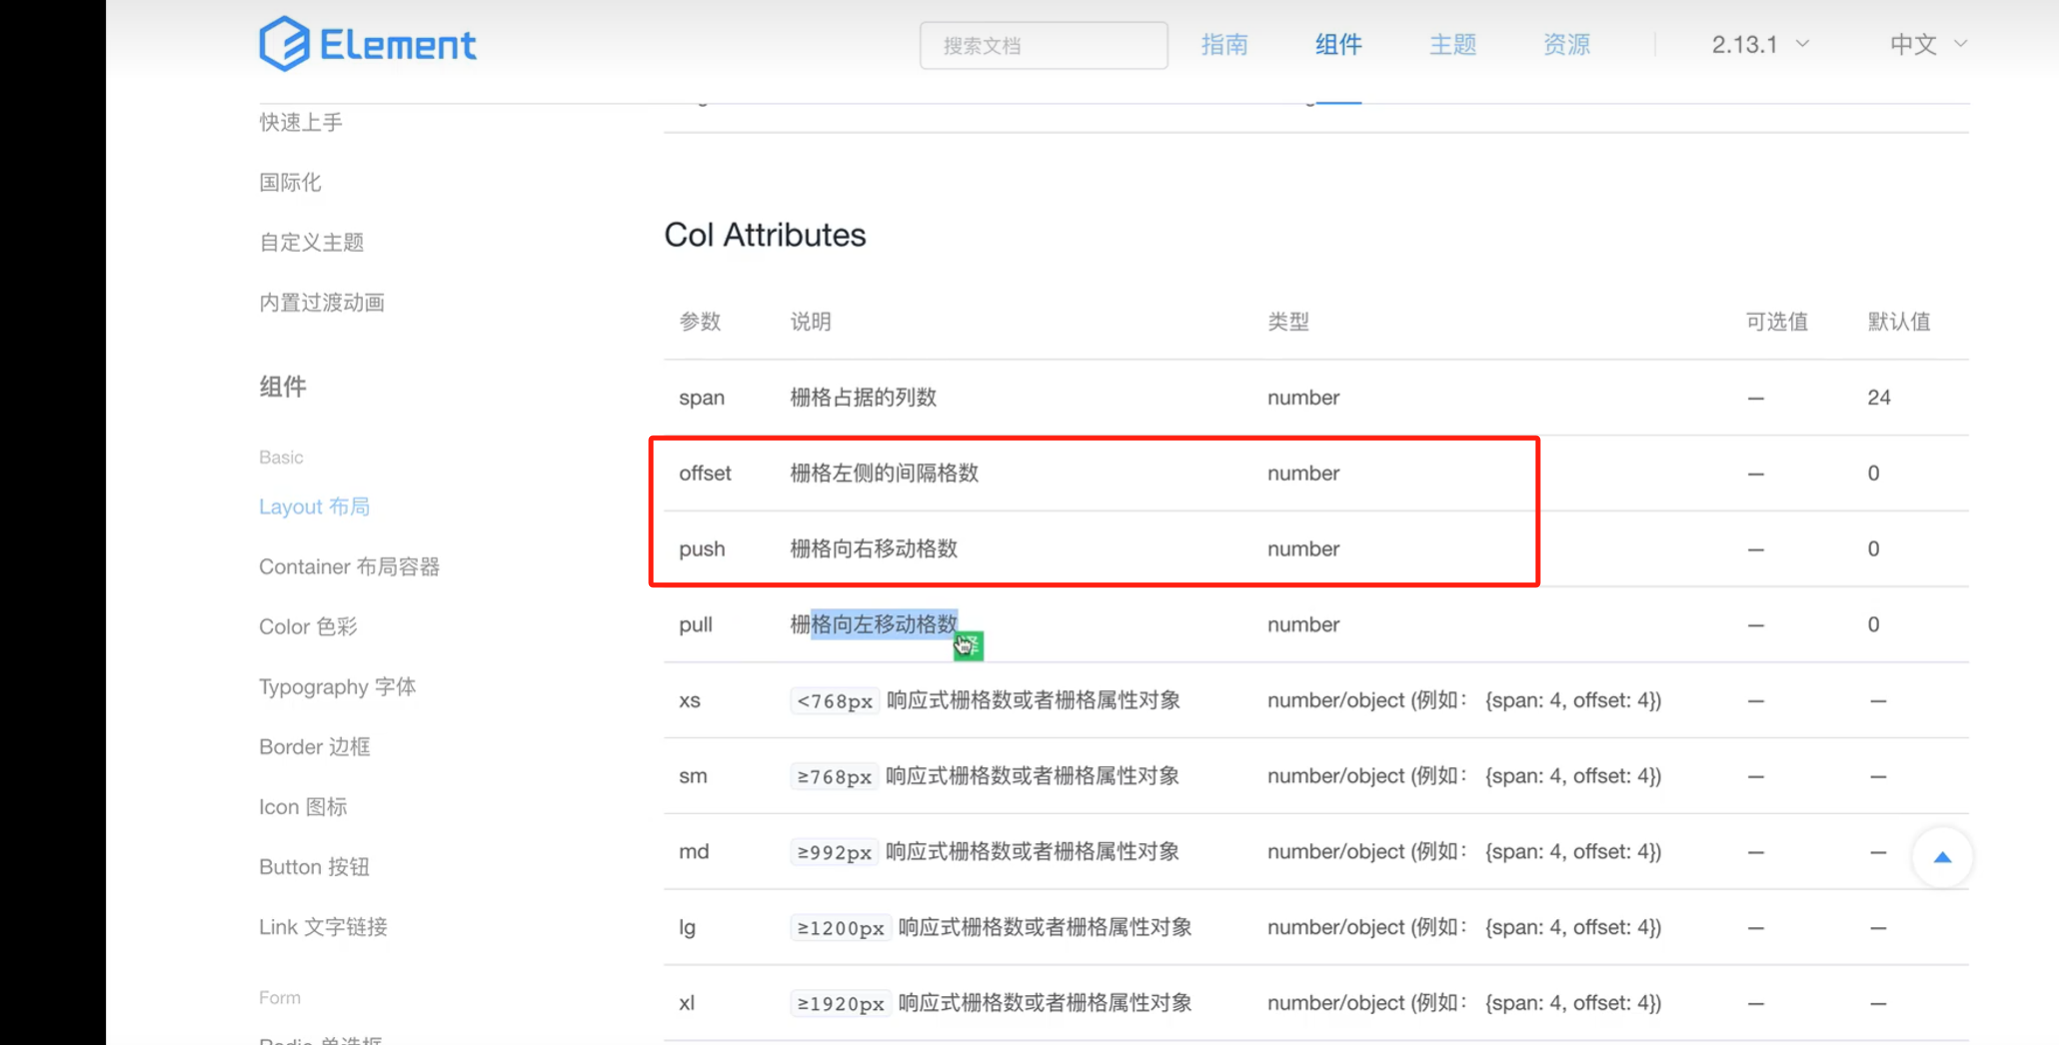 Element
搜索文档
指南
组件
主题
资源
2.13.1
中文
快速上手
国际化
自定义主题
内置过渡动画
组件
Basic
Layout 布局
Container 布局容器
Color 色彩
Typography 字体
Border 边框
Icon 图标
Button 按钮
Link 文字链接
Form
Radio 单选框
Col Attributes
参数 说明 类型 可选值 默认值
span 栅格占据的列数 number — 24
offset 栅格左侧的间隔格数 number — 0
push 栅格向右移动格数 number — 0
pull 栅格向左移动格数 number — 0
xs <768px 响应式栅格数或者栅格属性对象 number/object (例如： {span: 4, offset: 4}) — —
sm ≥768px 响应式栅格数或者栅格属性对象 number/object (例如： {span: 4, offset: 4}) — —
md ≥992px 响应式栅格数或者栅格属性对象 number/object (例如： {span: 4, offset: 4}) — —
lg ≥1200px 响应式栅格数或者栅格属性对象 number/object (例如： {span: 4, offset: 4}) — —
xl ≥1920px 响应式栅格数或者栅格属性对象 number/object (例如： {span: 4, offset: 4}) — —